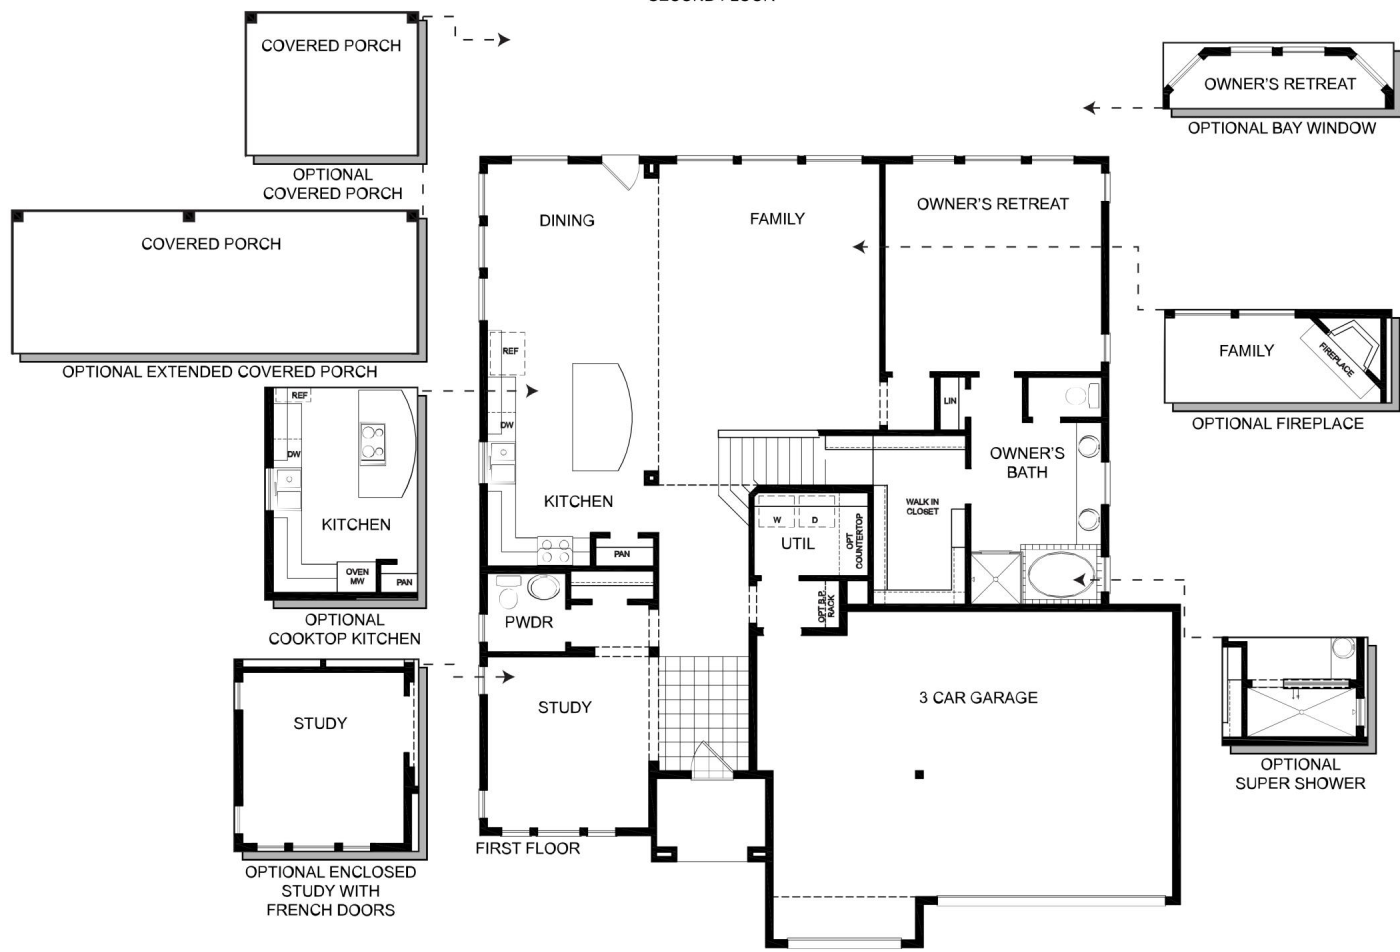 SECOND FLOOR
COVERED PORCH
OPTIONAL
COVERED PORCH
COVERED PORCH
OPTIONAL EXTENDED COVERED PORCH
REF
DW
KITCHEN
OVEN
MW
PAN
OPTIONAL
COOKTOP KITCHEN
STUDY
OPTIONAL ENCLOSED
STUDY WITH
FRENCH DOORS
DINING
FAMILY
OWNER'S RETREAT
REF
DW
KITCHEN
PAN
LIN
OWNER'S
BATH
WALK IN
CLOSET
W
D
UTIL
OPT
COUNTERTOP
OPT B.P.
RACK
PWDR
STUDY
3 CAR GARAGE
FIRST FLOOR
OWNER'S RETREAT
OPTIONAL BAY WINDOW
FAMILY
FIREPLACE
OPTIONAL FIREPLACE
OPTIONAL
SUPER SHOWER